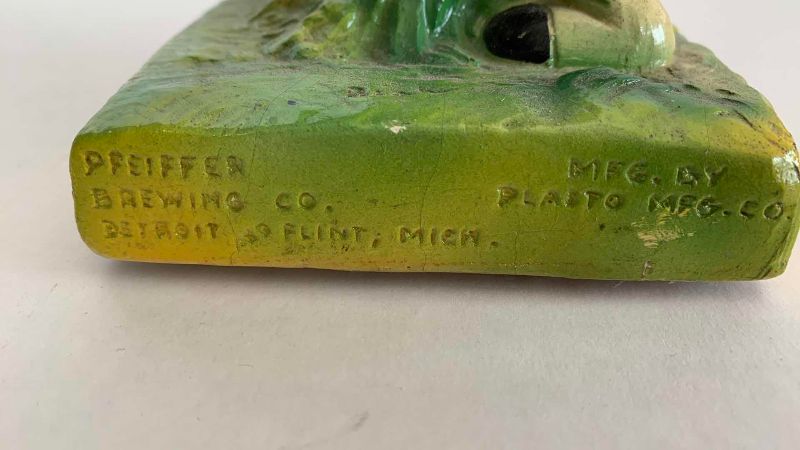 PFEIFFER
BREWING CO.
DETROIT & FLINT, MICH.
MFG. BY
PLASTO MFG. CO.